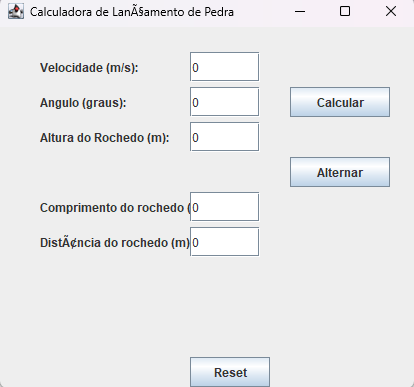 Calculadora de LanÃ§amento de Pedra
Velocidade (m/s): 0
Angulo (graus): 0 Calcular
Altura do Rochedo (m): 0
Alternar
Comprimento do rochedo ( 0
DistÃ¢ncia do rochedo (m) 0
Reset